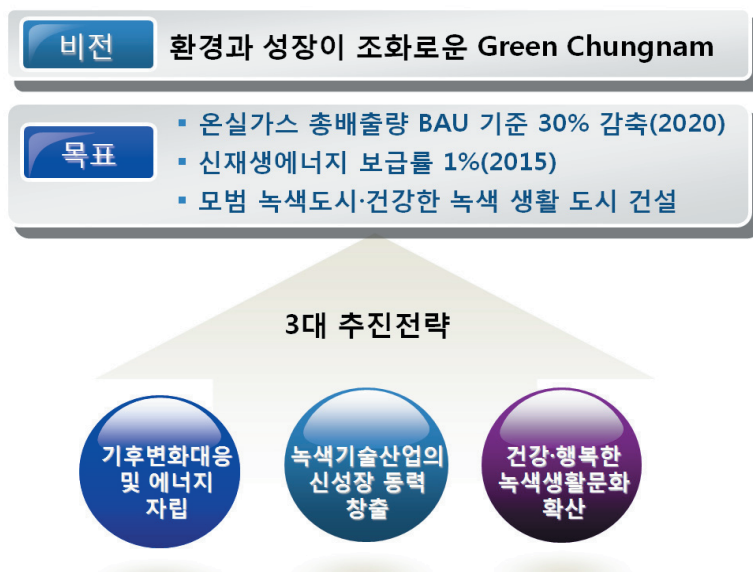 비전
환경과 성장이 조화로운 Green Chungnam
목표
▪ 온실가스 총배출량 BAU 기준 30% 감축(2020)
▪ 신재생에너지 보급률 1%(2015)
▪ 모범 녹색도시·건강한 녹색 생활 도시 건설
3대 추진전략
기후변화대응
및 에너지
자립
녹색기술산업의
신성장 동력
창출
건강·행복한
녹색생활문화
확산